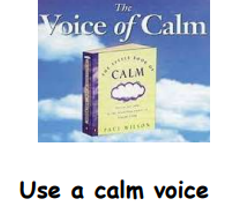 The
Voice of Calm
THE LITTLE BOOK OF
CALM
PAUL WILSON
Use a calm voice